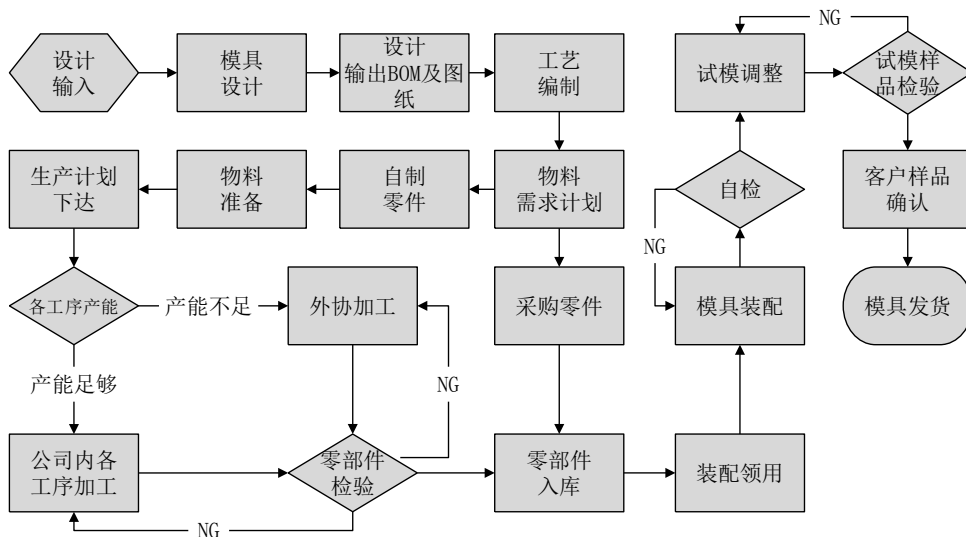 设计
输入
模具
设计
设计
输出BOM及图
纸
工艺
编制
试模调整
NG
试模样
品检验
生产计划
下达
物料
准备
自制
零件
物料
需求计划
自检
NG
客户样品
确认
各工序产能
产能不足
外协加工
采购零件
模具装配
模具发货
产能足够
NG
公司内各
工序加工
零部件
检验
零部件
入库
装配领用
NG